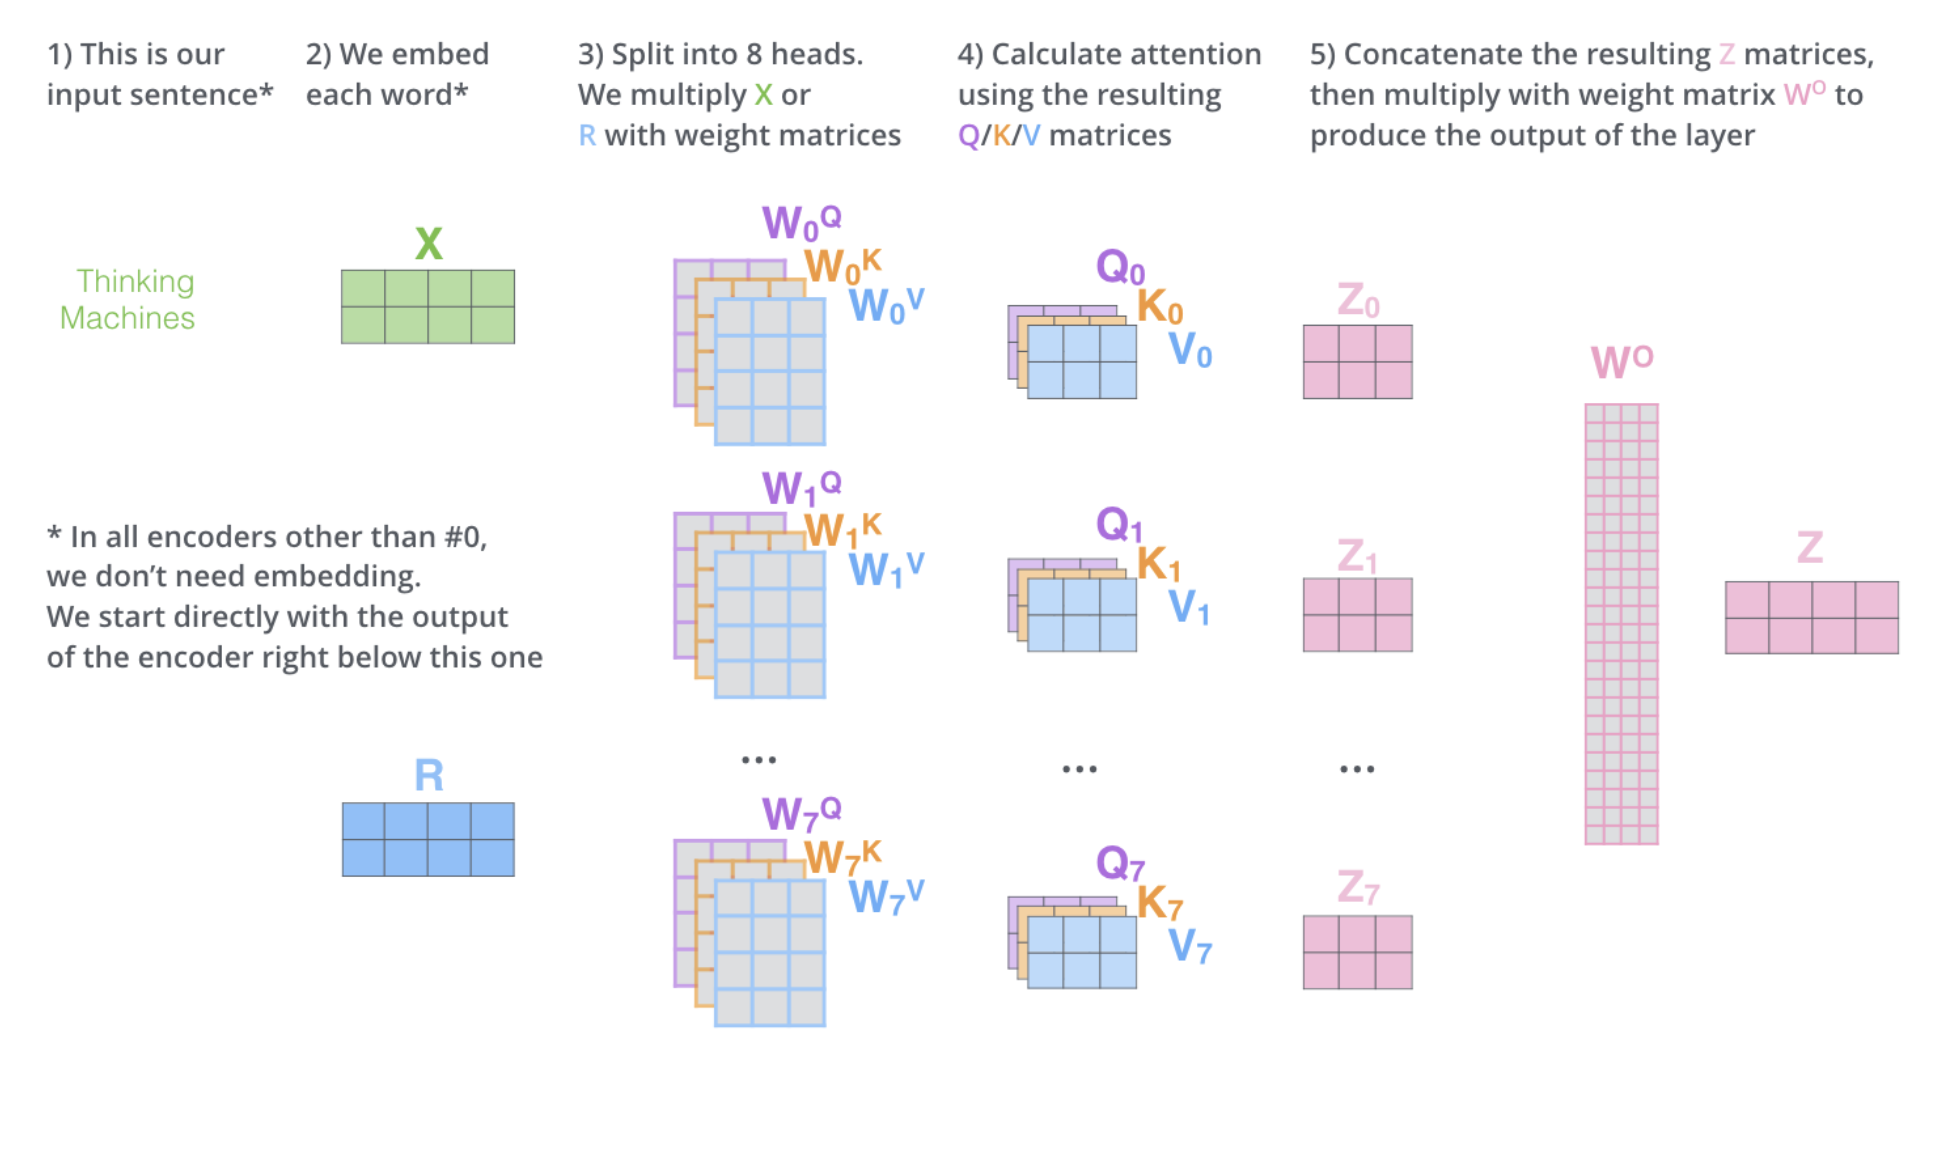 1) This is our
input sentence*
2) We embed
each word*
3) Split into 8 heads.
We multiply X or
R with weight matrices
4) Calculate attention
using the resulting
Q/K/V matrices
5) Concatenate the resulting Z matrices,
then multiply with weight matrix Wᴼ to
produce the output of the layer
Thinking
Machines
X
W₀Q
W₀K
W₀V
Q₀
K₀
V₀
Z₀
Wᴼ
* In all encoders other than #0,
we don’t need embedding.
We start directly with the output
of the encoder right below this one
W₁Q
W₁K
W₁V
Q₁
K₁
V₁
Z₁
Z
...
...
...
R
W₇Q
W₇K
W₇V
Q₇
K₇
V₇
Z₇